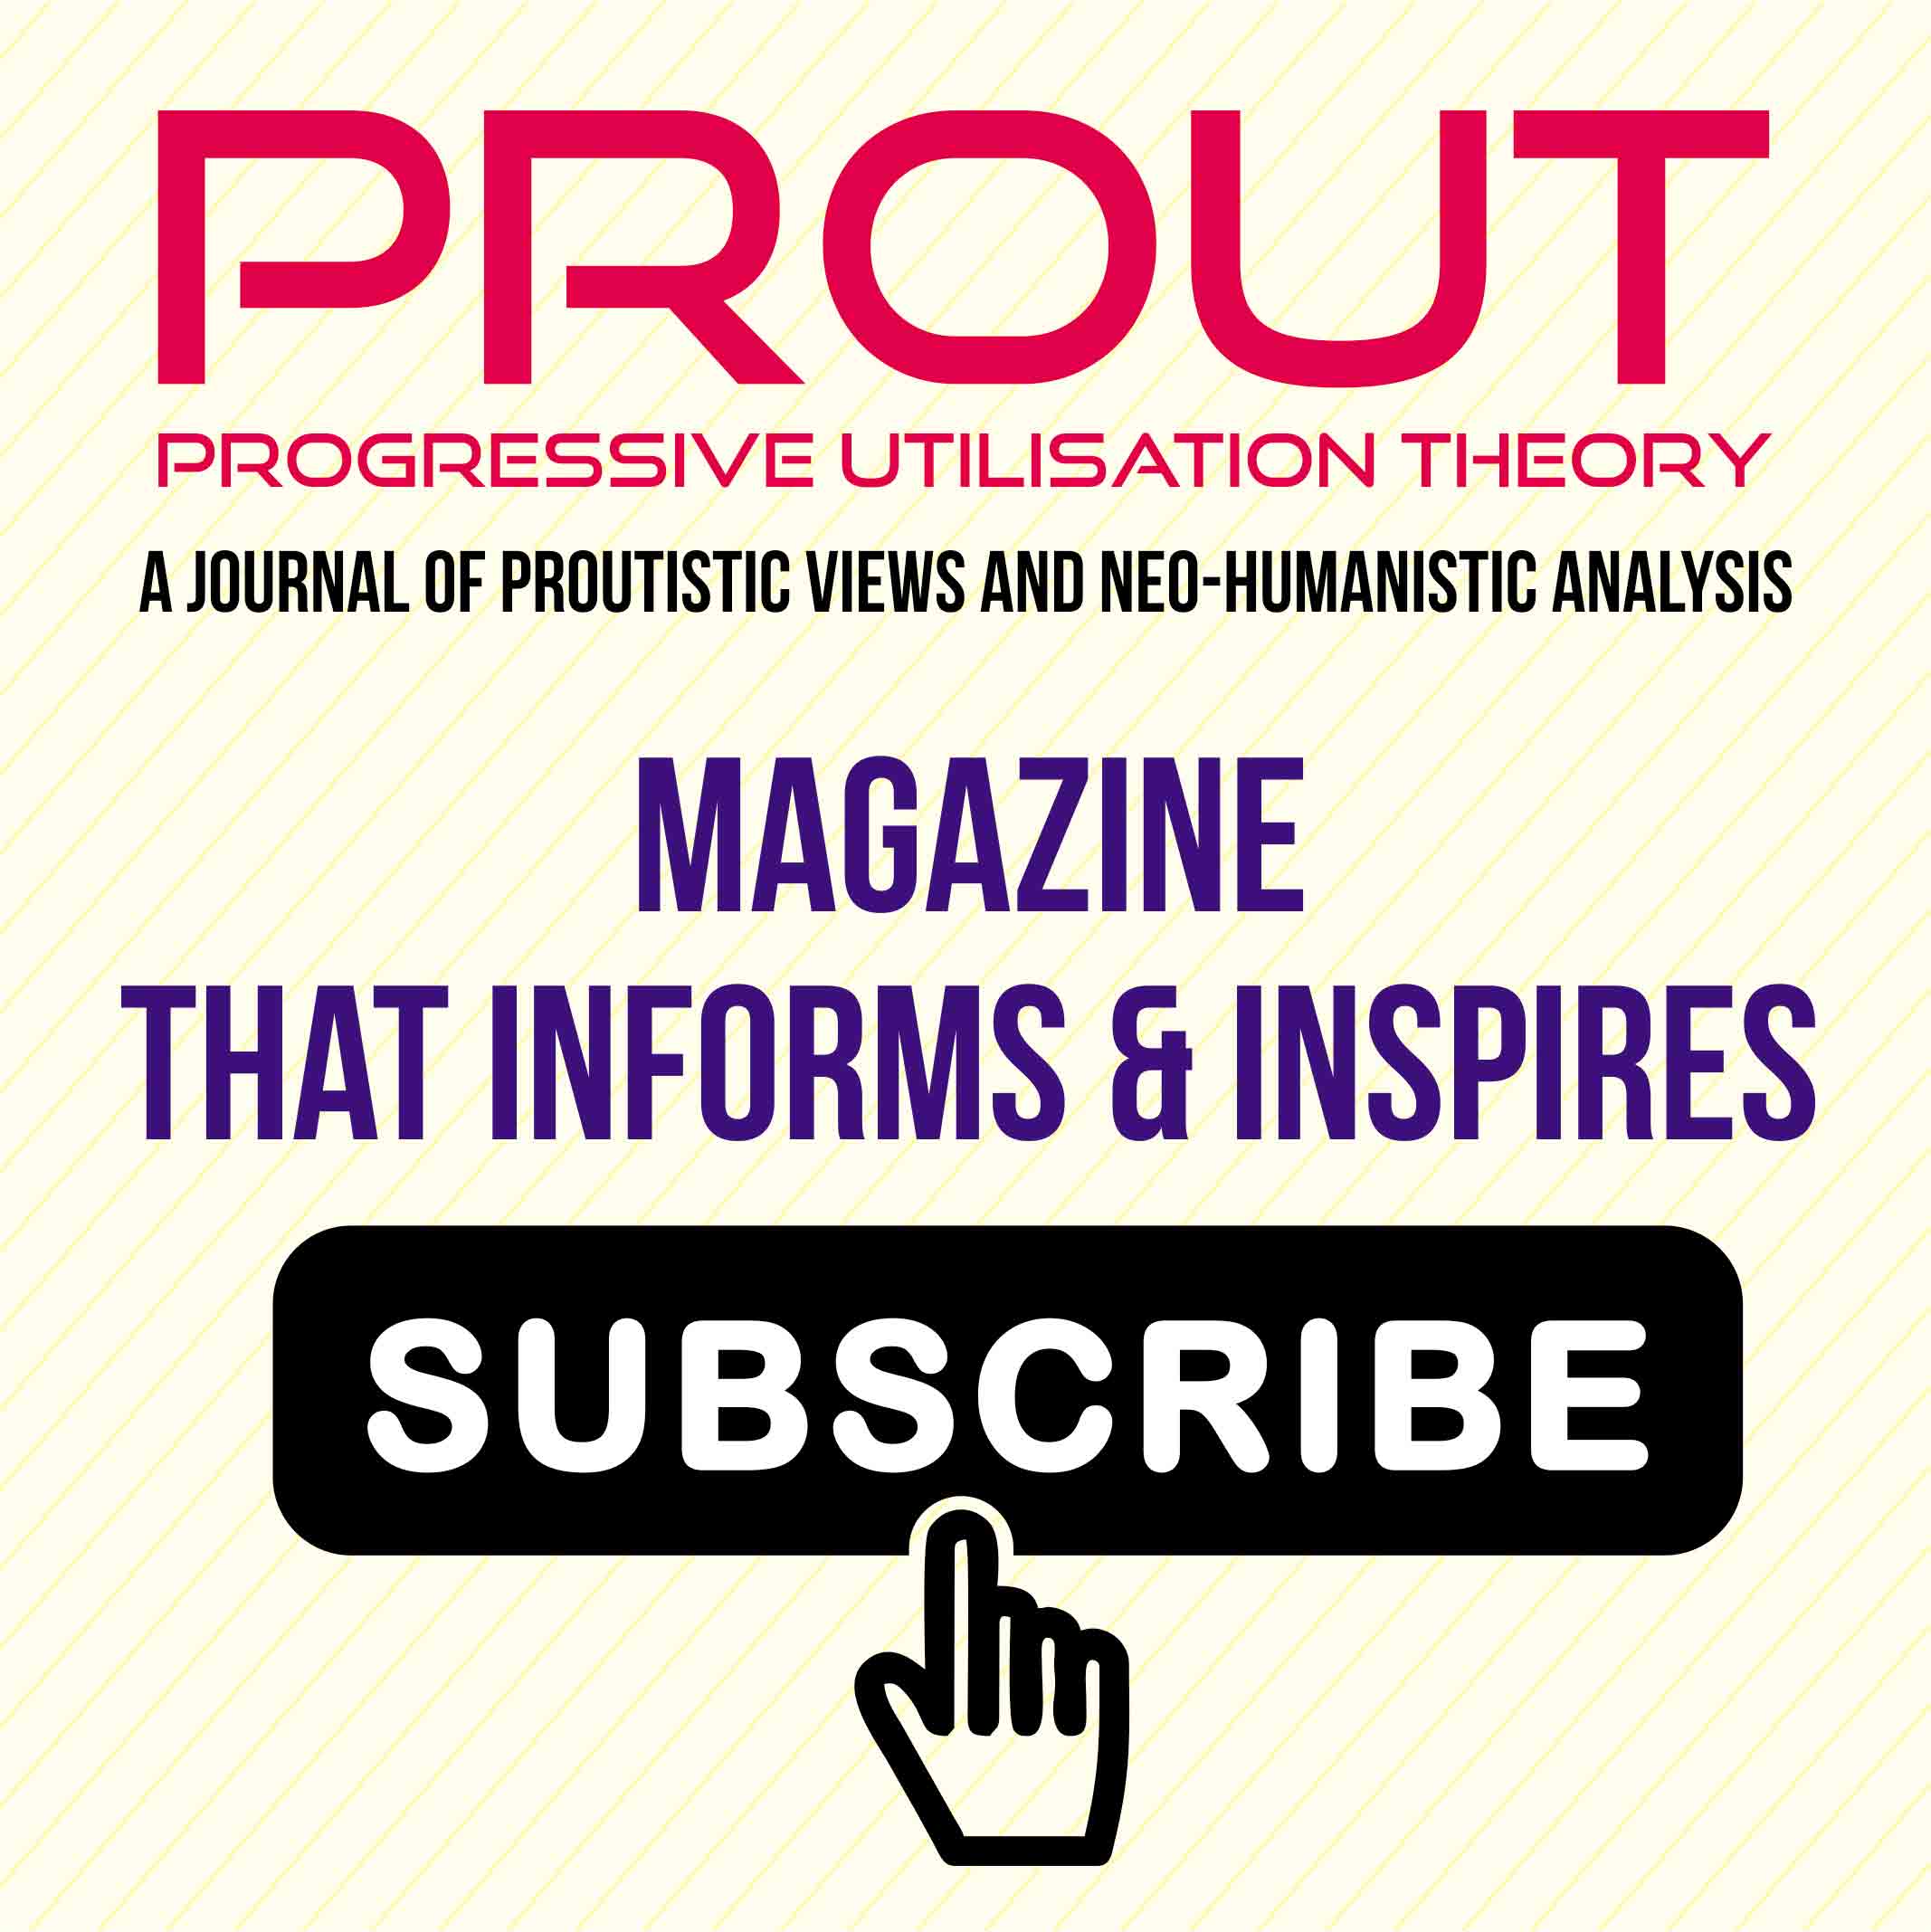 PROUT
PROGRESSIVE UTILISATION THEORY
A JOURNAL OF PROUTISTIC VIEWS AND NEO-HUMANISTIC ANALYSIS
MAGAZINE
THAT INFORMS & INSPIRES
SUBSCRIBE